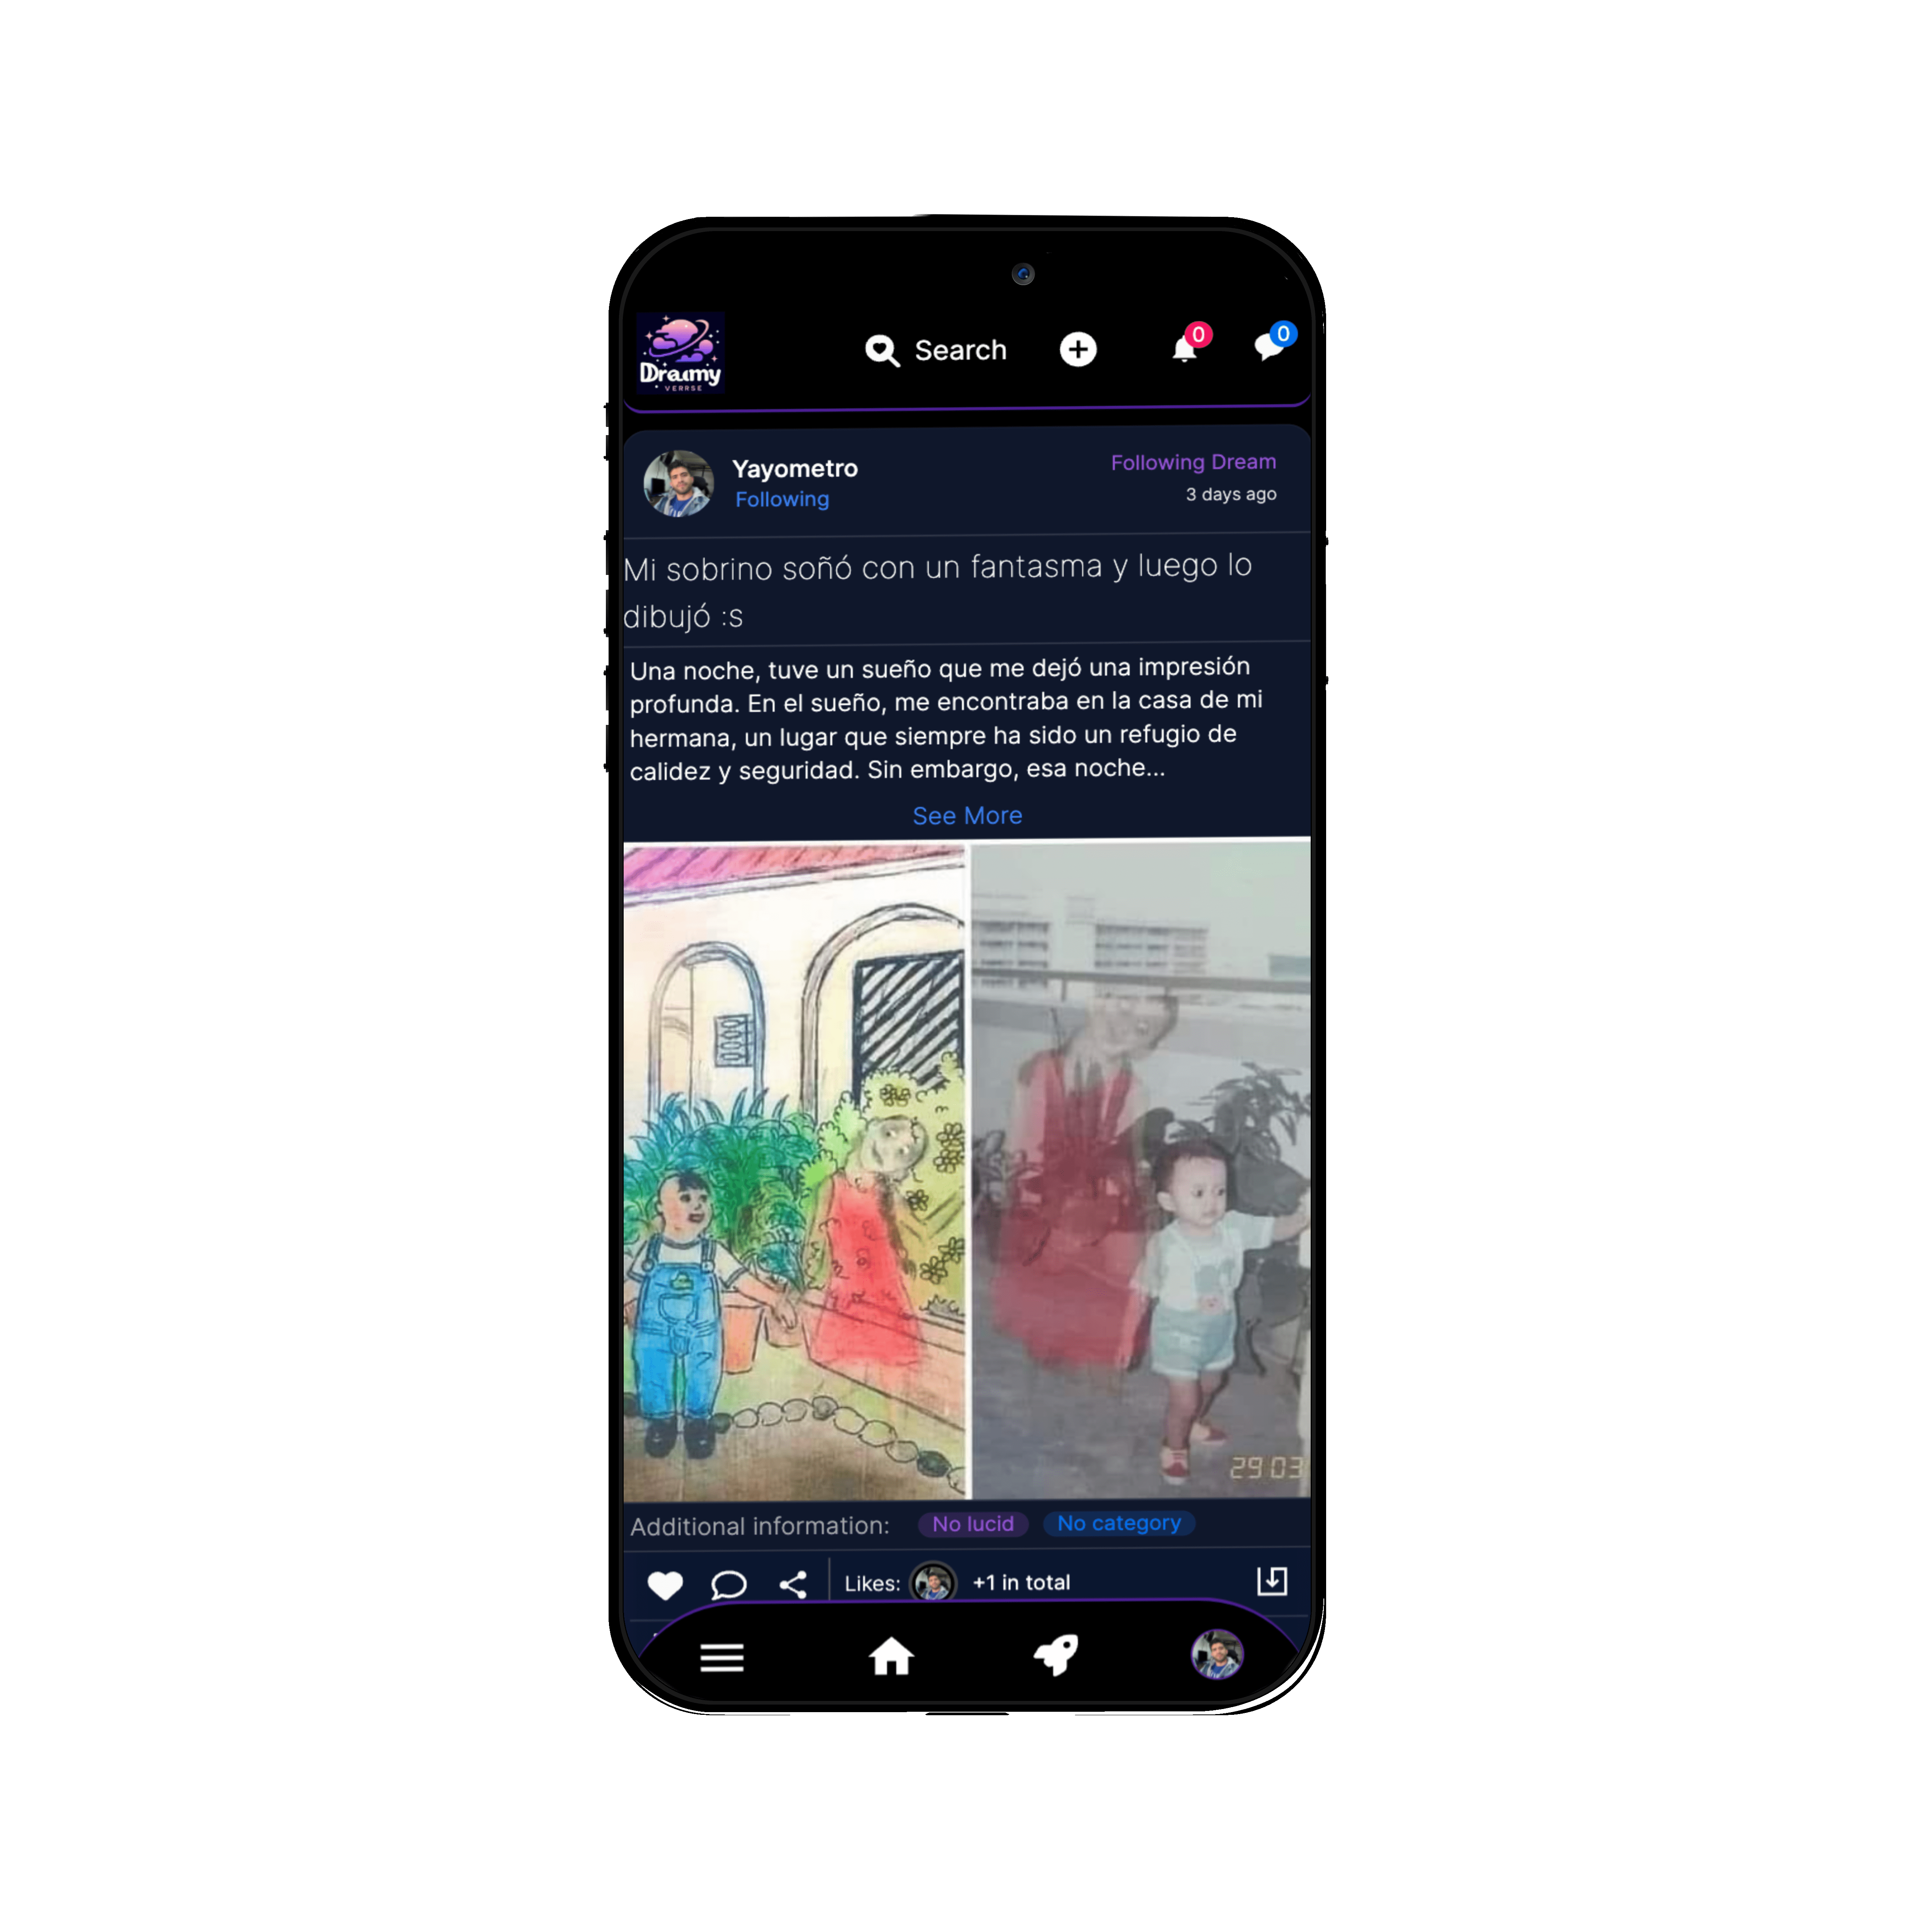 Dreamy
VERRSE
Search
0
0
Yayometro
Following
Following Dream
3 days ago
Mi sobrino soñó con un fantasma y luego lo
dibujó :s
Una noche, tuve un sueño que me dejó una impresión
profunda. En el sueño, me encontraba en la casa de mi
hermana, un lugar que siempre ha sido un refugio de
calidez y seguridad. Sin embargo, esa noche...
See More
29 03
Additional information: No lucid No category
Likes: +1 in total